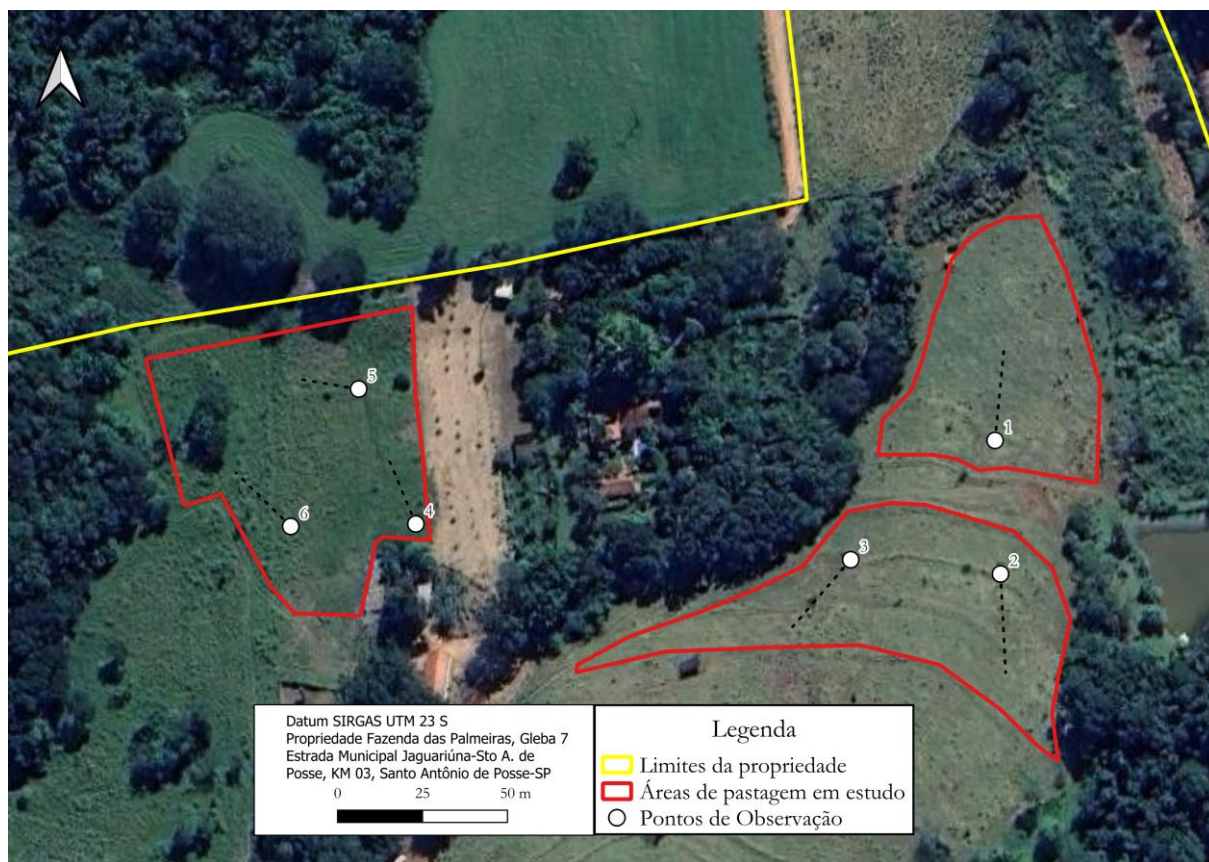 1
5
4
6
3
2
Datum SIRGAS UTM 23 S
Propriedade Fazenda das Palmeiras, Gleba 7
Estrada Municipal Jaguariúna-Sto A. de
Posse, KM 03, Santo Antônio de Posse-SP
0 25 50 m
Legenda
Limites da propriedade
Áreas de pastagem em estudo
Pontos de Observação